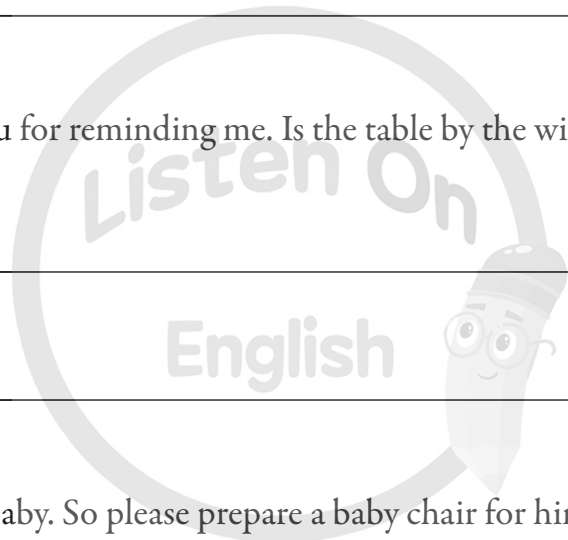 u for reminding me. Is the table by the wi
Listen On
English
aby. So please prepare a baby chair for hin